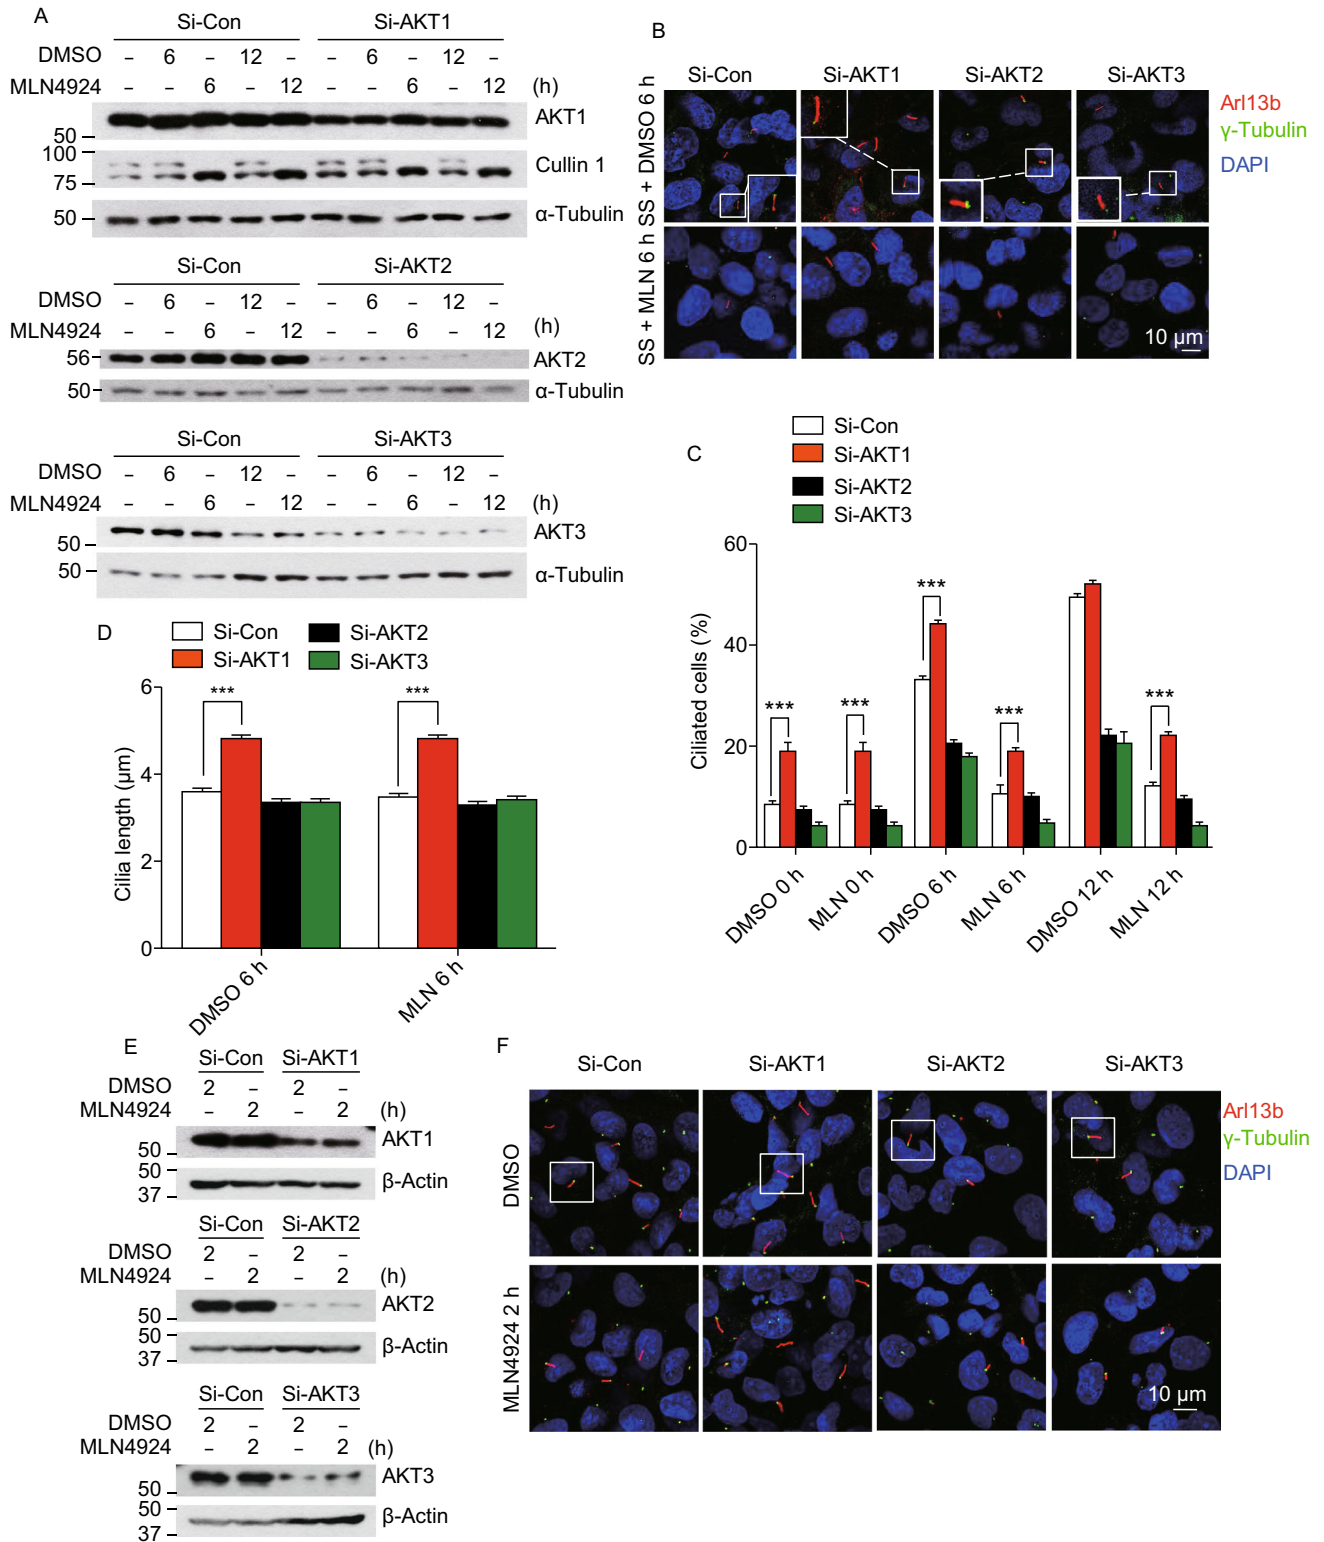 A
Si-Con Si-AKT1
DMSO – 6 – 12 – – 6 – 12 –
MLN4924 – – 6 – 12 – – 6 – 12 (h)
AKT1
50
100
Cullin 1
75
50 α-Tubulin
Si-Con Si-AKT2
DMSO – 6 – 12 – – 6 – 12 –
MLN4924 – – 6 – 12 – – 6 – 12 (h)
56 AKT2
50 α-Tubulin
Si-Con Si-AKT3
DMSO – 6 – 12 – – 6 – 12 –
MLN4924 – – 6 – 12 – – 6 – 12 (h)
50 AKT3
50 α-Tubulin
B
Si-Con Si-AKT1 Si-AKT2 Si-AKT3
SS + DMSO 6 h
SS + MLN 6 h
Arl13b
γ-Tubulin
DAPI
10 μm
C
Si-Con
Si-AKT1
Si-AKT2
Si-AKT3
Ciliated cells (%)
60
40
20
0
*** *** *** *** ***
DMSO 0 h MLN 0 h DMSO 6 h MLN 6 h DMSO 12 h MLN 12 h
D
Si-Con Si-AKT2
Si-AKT1 Si-AKT3
Cilia length (μm)
6
4
2
0
*** ***
DMSO 6 h MLN 6 h
E
Si-Con Si-AKT1
DMSO 2 – 2 –
MLN4924 – 2 – 2 (h)
AKT1
50
50
β-Actin
37
Si-Con Si-AKT2
DMSO 2 – 2 –
MLN4924 – 2 – 2 (h)
AKT2
50
50
β-Actin
37
Si-Con Si-AKT3
DMSO 2 – 2 –
MLN4924 – 2 – 2 (h)
AKT3
50
50
β-Actin
37
F
Si-Con Si-AKT1 Si-AKT2 Si-AKT3
DMSO
MLN4924 2 h
Arl13b
γ-Tubulin
DAPI
10 μm